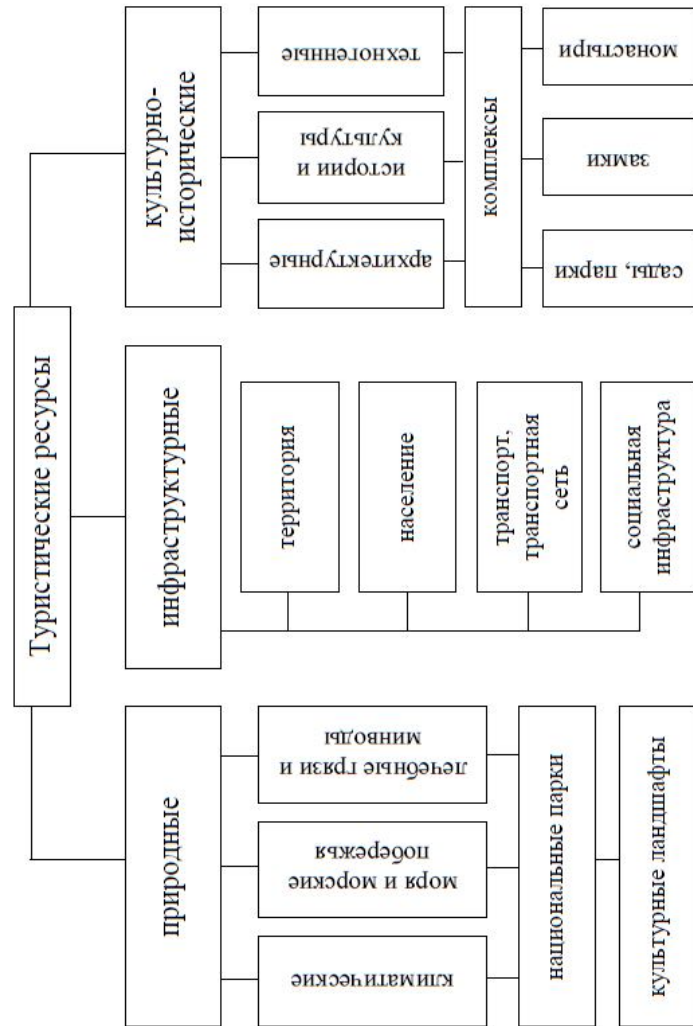 Туристические ресурсы
природные
инфраструктурные
культурно-
исторические
климатические
моря и морские
побережья
лечебные грязи и
минводы
национальные парки
культурные ландшафты
территория
население
транспорт,
транспортная
сеть
социальная
инфраструктура
архитектурные
истории и
культуры
техногенные
комплексы
сады, парки
замки
монастыри